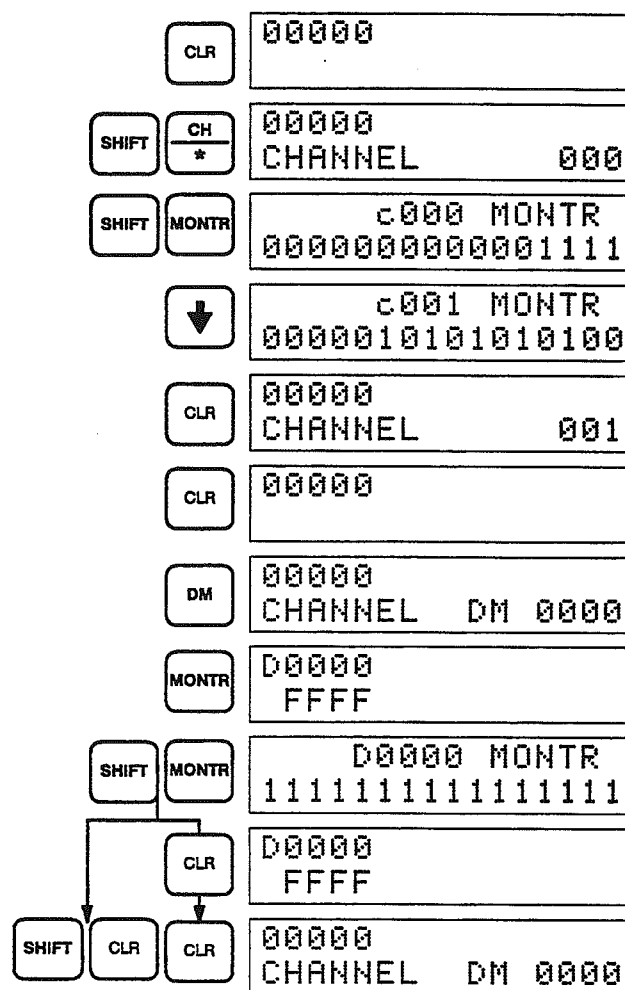 CLR 00000
SHIFT CH * 00000
CHANNEL 000
SHIFT MONTR c000 MONTR
0000000000001111
c001 MONTR
0000010101010100
CLR 00000
CHANNEL 001
CLR 00000
DM 00000
CHANNEL DM 0000
MONTR D0000
FFFF
SHIFT MONTR D0000 MONTR
1111111111111111
CLR D0000
FFFF
SHIFT CLR CLR 00000
CHANNEL DM 0000